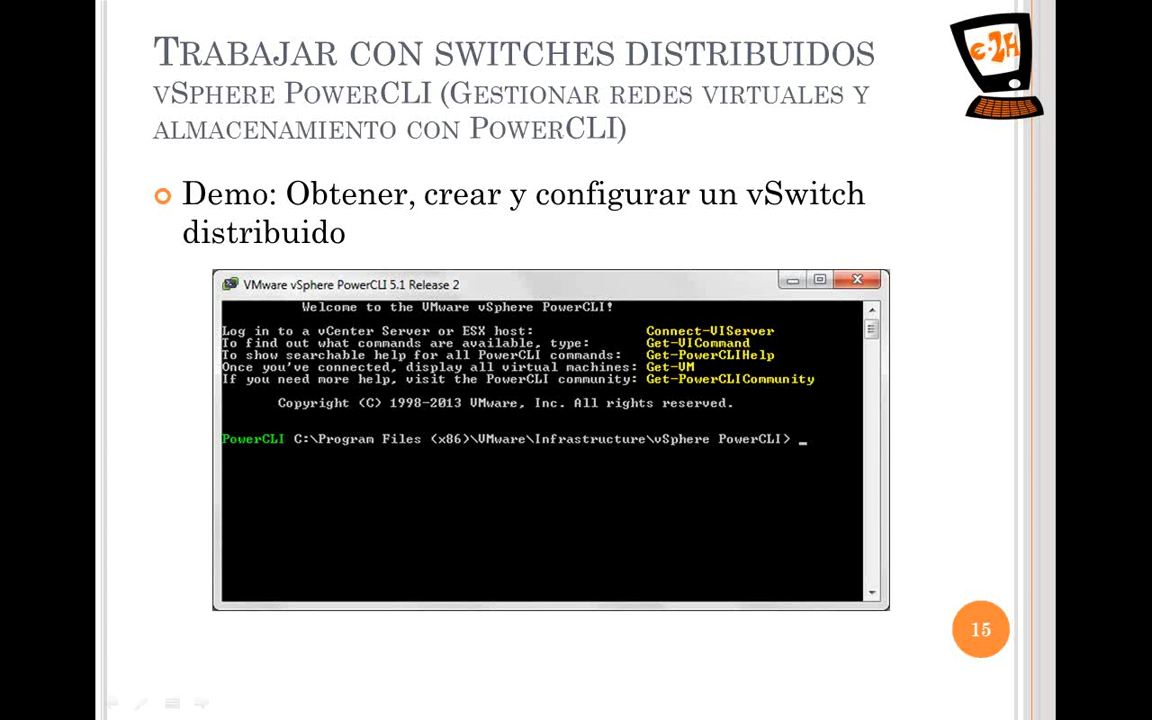 TRABAJAR CON SWITCHES DISTRIBUIDOS
VSPHERE POWERCLI (GESTIONAR REDES VIRTUALES Y
ALMACENAMIENTO CON POWERCLI)
e-2H
Demo: Obtener, crear y configurar un vSwitch
distribuido
VMware vSphere PowerCLI 5.1 Release 2
Welcome to the VMware vSphere PowerCLI!
Log in to a vCenter Server or ESX host: Connect-VIServer
To find out what commands are available, type: Get-VICommand
To show searchable help for all PowerCLI commands: Get-PowerCLIHelp
Once you've connected, display all virtual machines: Get-VM
If you need more help, visit the PowerCLI community: Get-PowerCLICommunity
Copyright (C) 1998-2013 VMware, Inc. All rights reserved.
PowerCLI C:\Program Files (x86)\VMware\Infrastructure\vSphere PowerCLI> _
15